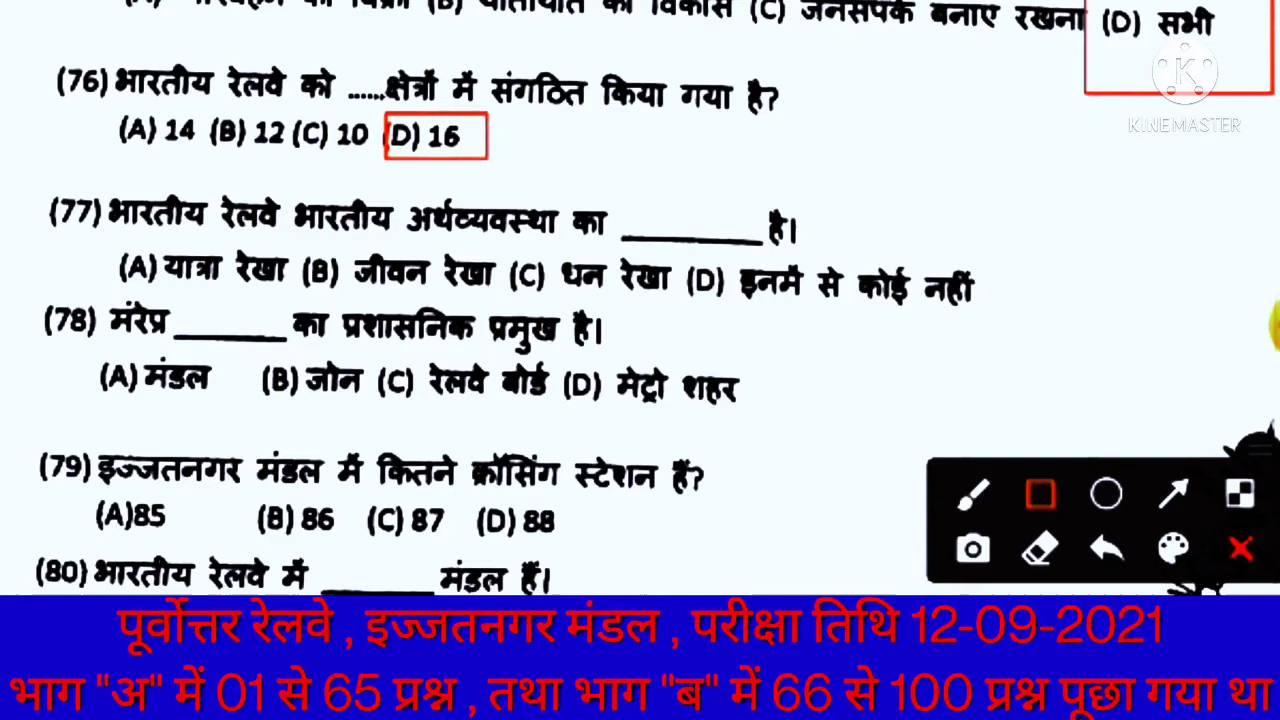 बनाए रखना (D) सभी
KINEMASTER
(76) भारतीय रेलवे को ......क्षेत्रों में संगठित किया गया है?
(A) 14 (B) 12 (C) 10 (D) 16
(77) भारतीय रेलवे भारतीय अर्थव्यवस्था का __________ है।
(A) यात्रा रेखा (B) जीवन रेखा (C) धन रेखा (D) इनमें से कोई नहीं
(78) मंरेप्र ________ का प्रशासनिक प्रमुख है।
(A) मंडल (B) जोन (C) रेलवे बोर्ड (D) मेट्रो शहर
(79) इज्जतनगर मंडल में कितने क्रॉसिंग स्टेशन हैं?
(A)85 (B) 86 (C) 87 (D) 88
(80) भारतीय रेलवे में ________ मंडल हैं।
पूर्वोत्तर रेलवे , इज्जतनगर मंडल , परीक्षा तिथि 12-09-2021
भाग "अ" में 01 से 65 प्रश्न , तथा भाग "ब" में 66 से 100 प्रश्न पूछा गया था